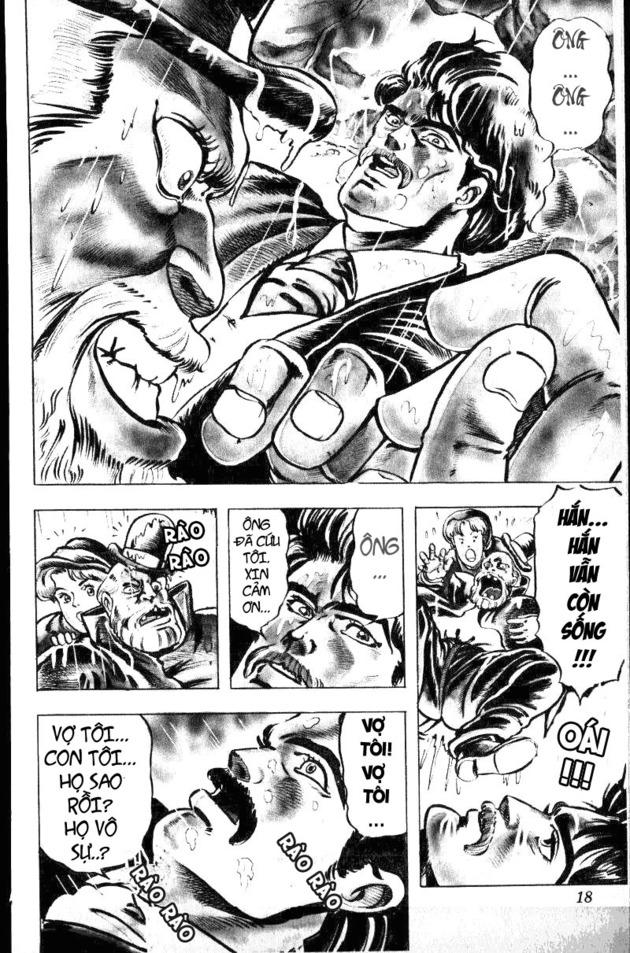 ÔNG
...
ÔNG
...
HẮN...
HẮN
VẪN
CÒN
SỐNG
!!!
OÁI
!!!
ÔNG
...
ÔNG
ĐÃ CỨU
TÔI.
XIN
CẢM
ƠN...
RÀO
RÀO
VỢ
TÔI!
VỢ
TÔI
...
VỢ TÔI...
CON TÔI...
HỌ SAO
RỒI?
HỌ VÔ
SỰ..?
RÀO RÀO
RÀO RÀO
18